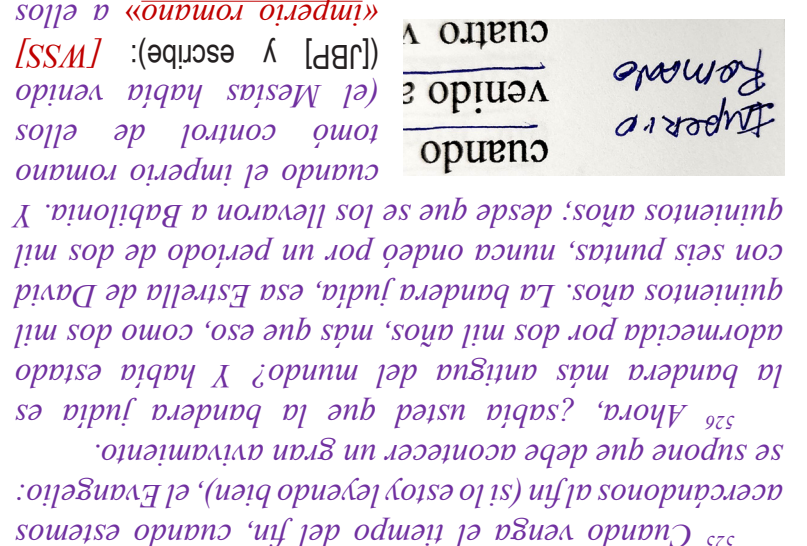 525 Cuando venga el tiempo del fin, cuando estemos
acercándonos al fin (si lo estoy leyendo bien), el Evangelio:
se supone que debe acontecer un gran avivamiento.
526 Ahora, ¿sabía usted que la bandera judía es
la bandera más antigua del mundo? Y había estado
adormecida por dos mil años, más que eso, como dos mil
quinientos años. La bandera judía, esa Estrella de David
con seis puntas, nunca ondeó por un período de dos mil
quinientos años; desde que se los llevaron a Babilonia. Y
cuando el imperio romano
tomó control de ellos
(el Mesías había venido
([JBP] y escribe): [WSS]
«imperio romano» a ellos
Imperio
Romano
cuando
venido a
cuatro v